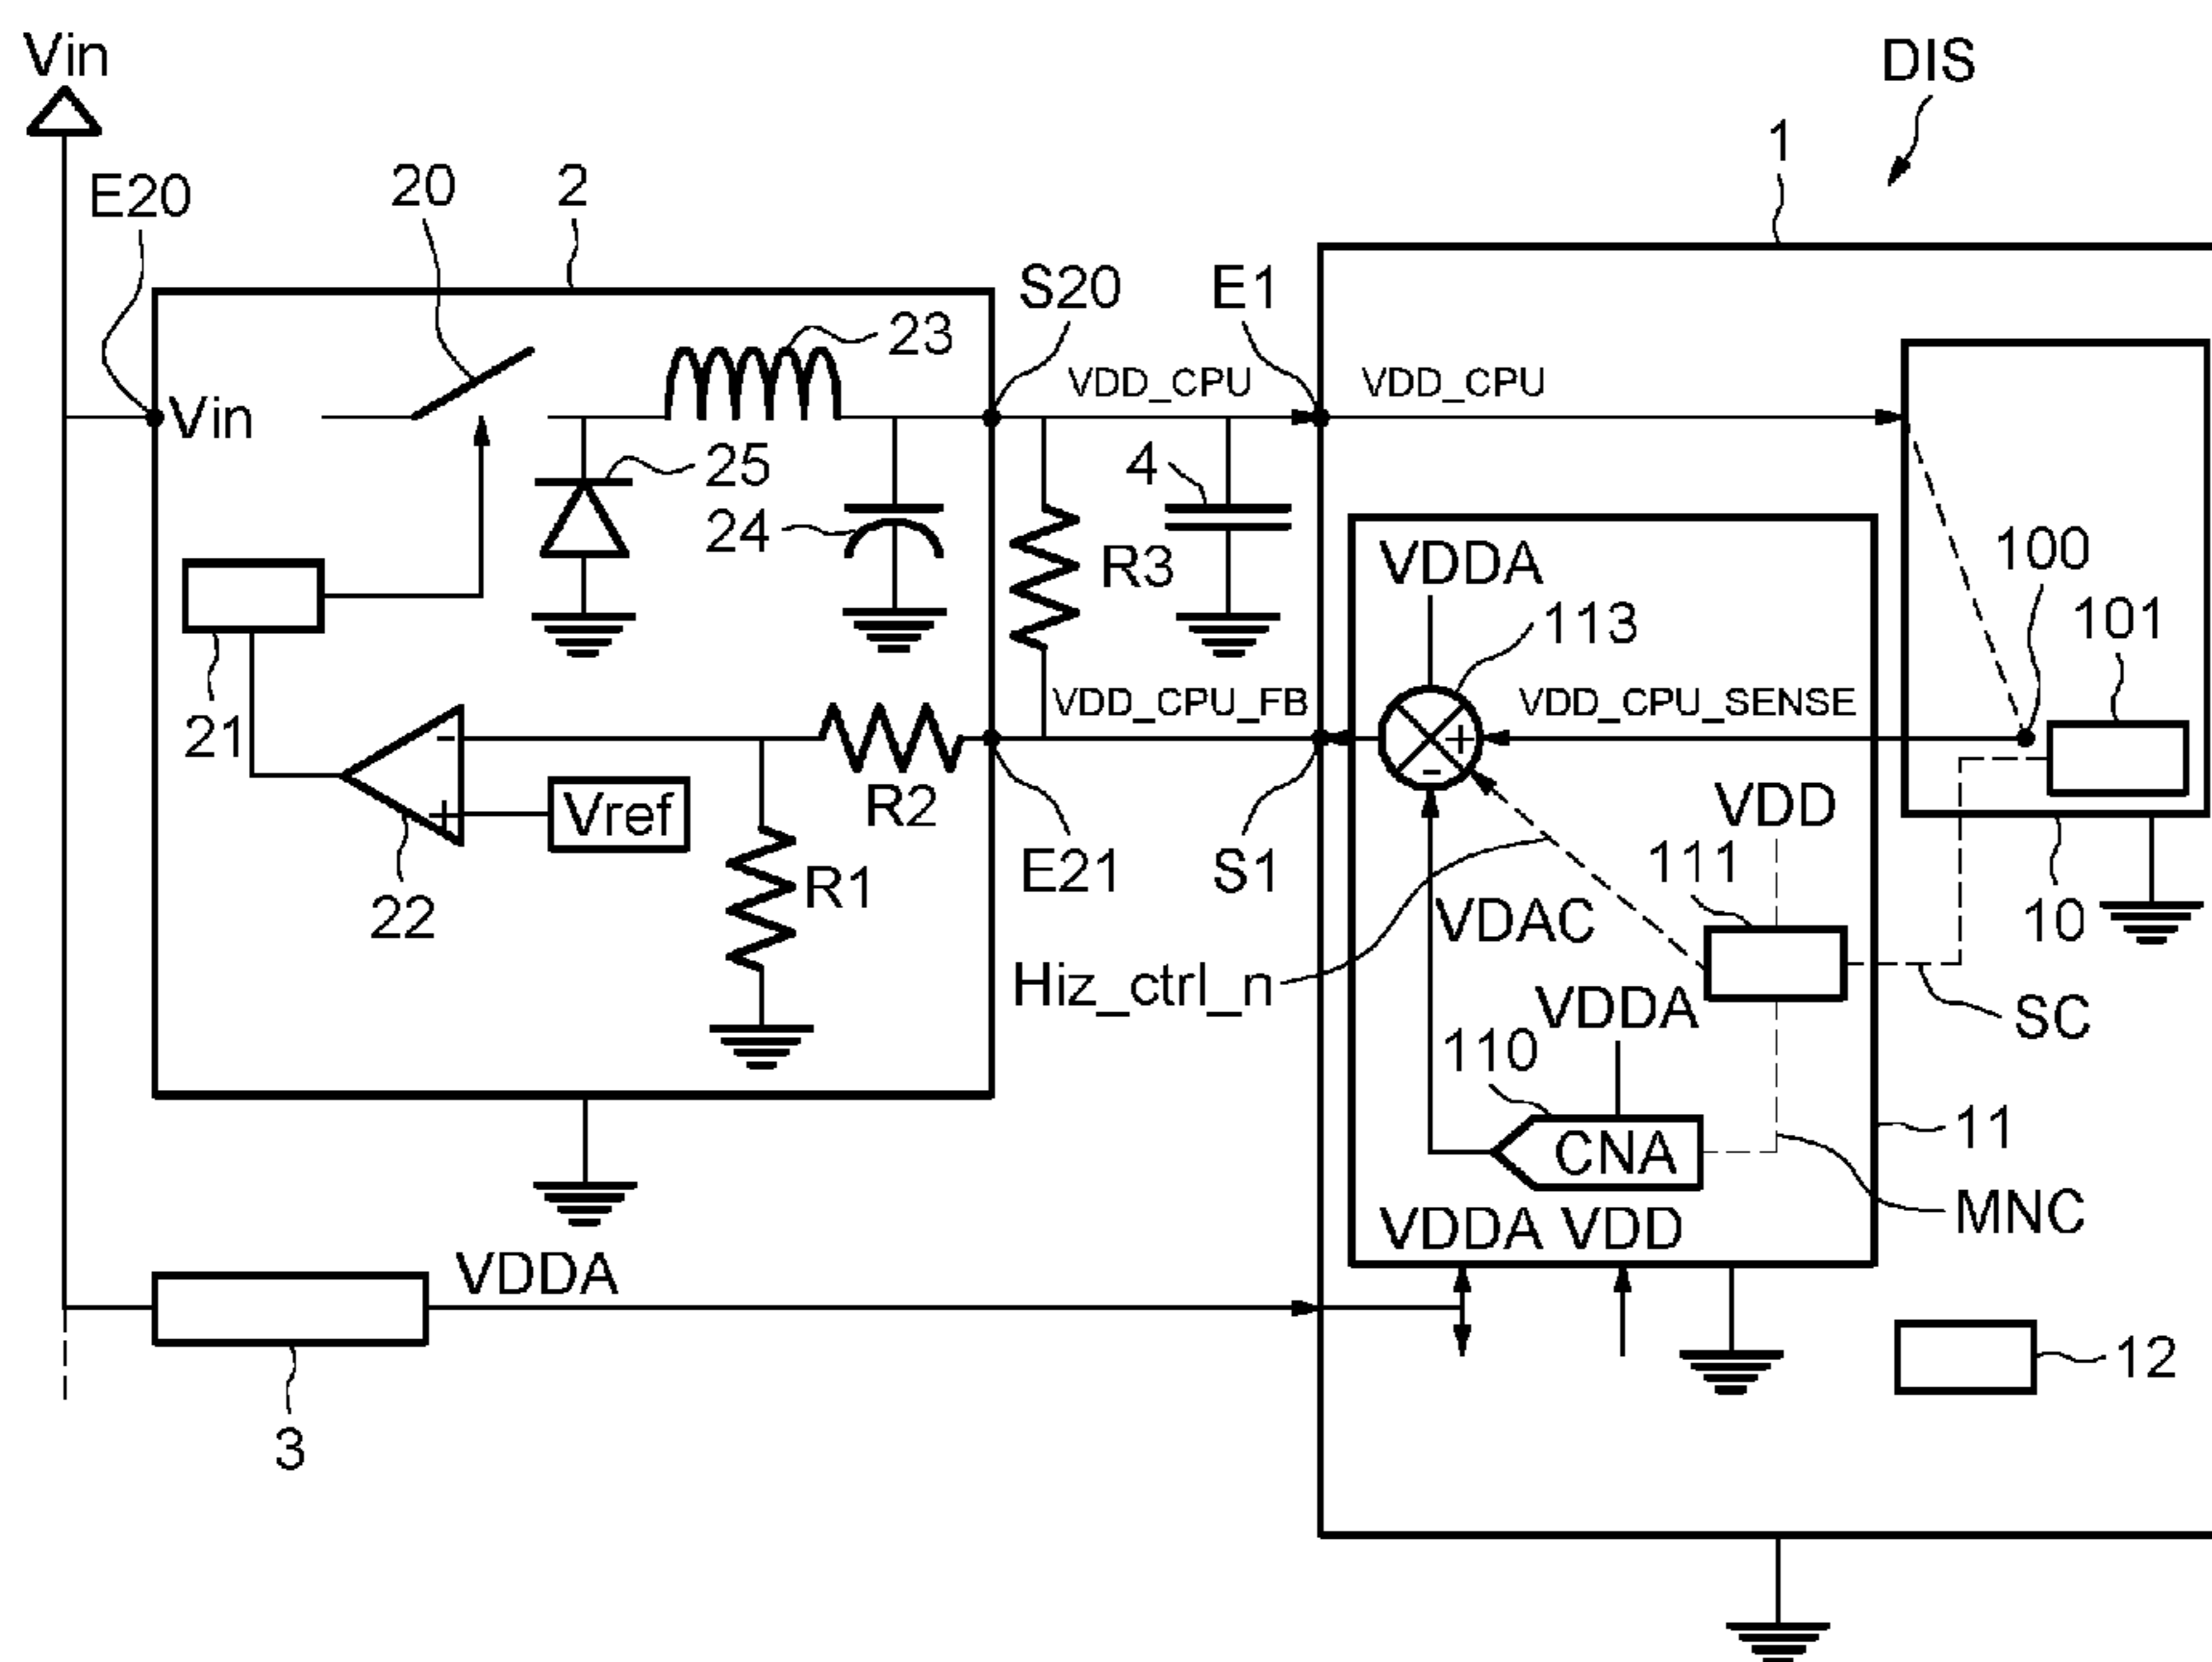 Vin
DIS
1
E20
20
2
S20
E1
23
VDD_CPU
VDD_CPU
Vin
25
4
24
R3
VDDA
100
113
101
VDD_CPU_FB
VDD_CPU_SENSE
21
-
+
-
+
Vref
R2
VDD
22
R1
E21
S1
111
VDAC
10
Hiz_ctrl_n
VDDA
SC
110
CNA
11
MNC
VDDA VDD
VDDA
12
3